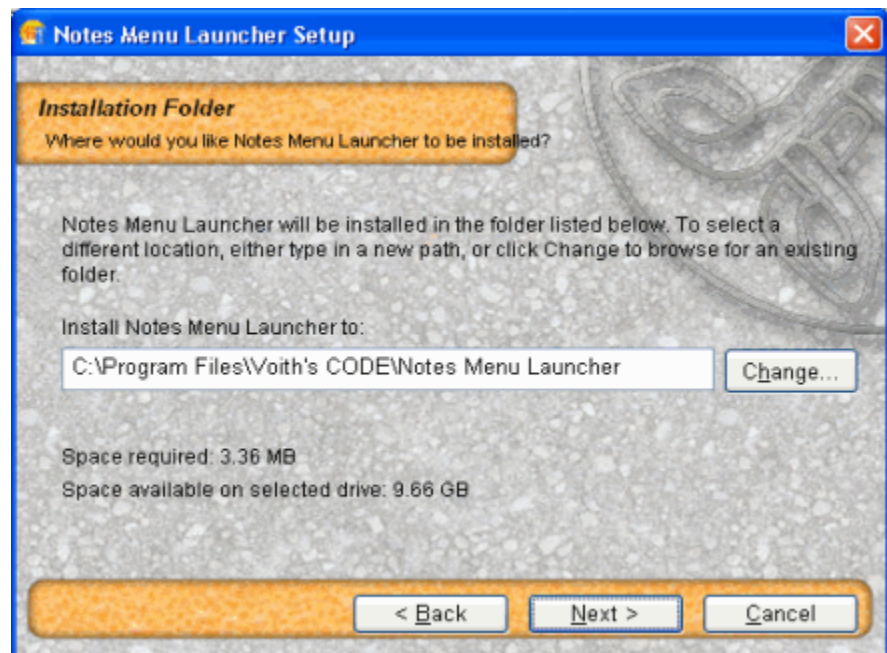 Notes Menu Launcher Setup
Installation Folder
Where would you like Notes Menu Launcher to be installed?
Notes Menu Launcher will be installed in the folder listed below. To select a
different location, either type in a new path, or click Change to browse for an existing
folder.
Install Notes Menu Launcher to:
C:\Program Files\Voith's CODE\Notes Menu Launcher
Change...
Space required: 3.36 MB
Space available on selected drive: 9.66 GB
< Back Next > Cancel